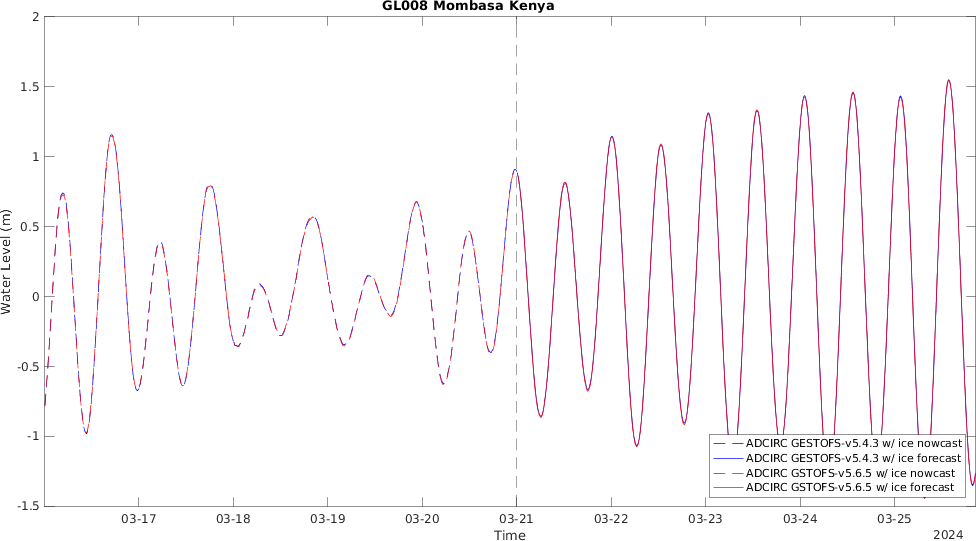 GL008 Mombasa Kenya
2
1.5
1
0.5
0
-0.5
-1
-1.5
Water Level (m)
ADCIRC GESTOFS-v5.4.3 w/ ice nowcast
ADCIRC GESTOFS-v5.4.3 w/ ice forecast
ADCIRC GSTOFS-v5.6.5 w/ ice nowcast
ADCIRC GSTOFS-v5.6.5 w/ ice forecast
03-17 03-18 03-19 03-20 03-21 03-22 03-23 03-24 03-25
Time
2024